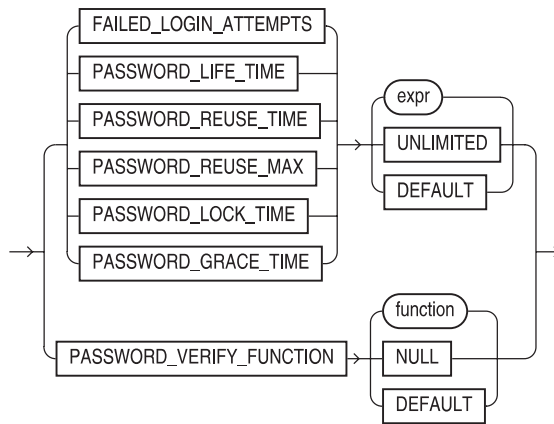 FAILED_LOGIN_ATTEMPTS
PASSWORD_LIFE_TIME
PASSWORD_REUSE_TIME
PASSWORD_REUSE_MAX
PASSWORD_LOCK_TIME
PASSWORD_GRACE_TIME
expr
UNLIMITED
DEFAULT
PASSWORD_VERIFY_FUNCTION
function
NULL
DEFAULT